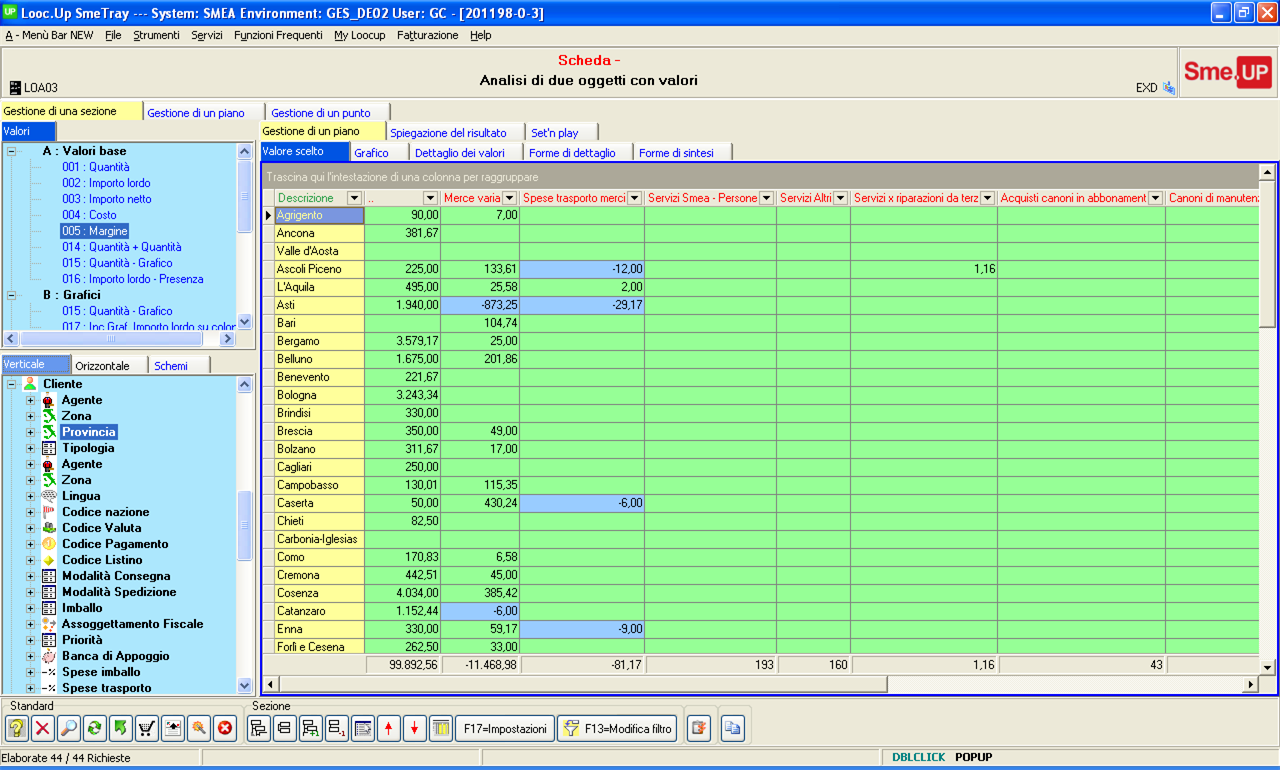 Looc.Up SmeTray --- System: SMEA Environment: GES_DE02 User: GC - [201198-0-3]
A - Menù Bar NEW File Strumenti Servizi Funzioni Frequenti My Loocup Fatturazione Help
Scheda -
Analisi di due oggetti con valori
LOA03
EXD
Sme.UP
Gestione di una sezione Gestione di un piano Gestione di un punto
Valori
A : Valori base
001 : Quantità
002 : Importo lordo
003 : Importo netto
004 : Costo
005 : Margine
014 : Quantità + Quantità
015 : Quantità - Grafico
016 : Importo lordo - Presenza
B : Grafici
015 : Quantità - Grafico
017 : Inc Graf. Importo lordo su color
Verticale Orizzontale Schemi
Cliente
Agente
Zona
Provincia
Tipologia
Agente
Zona
Lingua
Codice nazione
Codice Valuta
Codice Pagamento
Codice Listino
Modalità Consegna
Modalità Spedizione
Imballo
Assoggettamento Fiscale
Priorità
Banca di Appoggio
Spese imballo
Spese trasporto
Gestione di un piano Spiegazione del risultato Set'n play
Valore scelto Grafico Dettaglio dei valori Forme di dettaglio Forme di sintesi
Trascina qui l'intestazione di una colonna per raggruppare
Descrizione .. Merce varia Spese trasporto merci Servizi Smea - Persone Servizi Altri Servizi x riparazioni da terz Acquisti canoni in abbonament Canoni di manutenz
Agrigento 90,00 7,00
Ancona 381,67
Valle d'Aosta
Ascoli Piceno 225,00 133,61 -12,00 1,16
L'Aquila 495,00 25,58 2,00
Asti 1.940,00 -873,25 -29,17
Bari 104,74
Bergamo 3.579,17 25,00
Belluno 1.675,00 201,86
Benevento 221,67
Bologna 3.243,34
Brindisi 330,00
Brescia 350,00 49,00
Bolzano 311,67 17,00
Cagliari 250,00
Campobasso 130,01 115,35
Caserta 50,00 430,24 -6,00
Chieti 82,50
Carbonia-Iglesias
Como 170,83 6,58
Cremona 442,51 45,00
Cosenza 4.034,00 385,42
Catanzaro 1.152,44 -6,00
Enna 330,00 59,17 -9,00
Forlì e Cesena 262,50 33,00
99.892,56 -11.468,98 -81,17 193 160 1,16 43
Standard
Sezione
F17=Impostazioni F13=Modifica filtro
Elaborate 44 / 44 Richieste
DBLCLICK POPUP